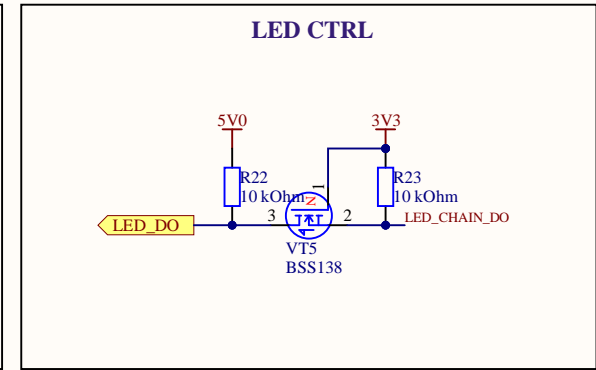 LED CTRL
5V0
3V3
R22
10 kOhm
R23
10 kOhm
1
N
3
2
LED_DO
LED_CHAIN_DO
VT5
BSS138